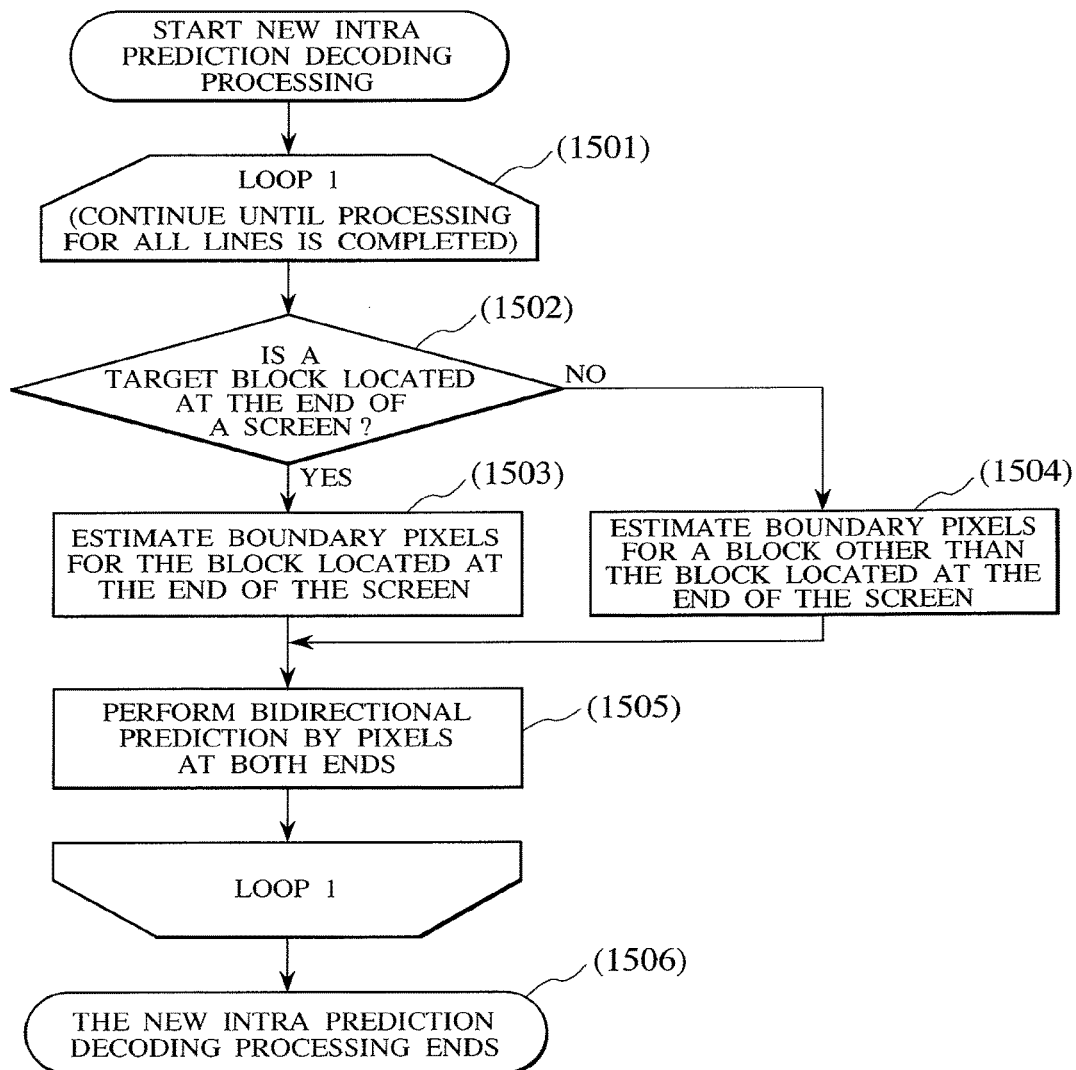 START NEW INTRA
PREDICTION DECODING
PROCESSING
(1501)
LOOP 1
(CONTINUE UNTIL PROCESSING
FOR ALL LINES IS COMPLETED)
(1502)
IS A
TARGET BLOCK LOCATED
AT THE END OF
A SCREEN?
NO
YES
(1503)
ESTIMATE BOUNDARY PIXELS
FOR THE BLOCK LOCATED AT
THE END OF THE SCREEN
(1504)
ESTIMATE BOUNDARY PIXELS
FOR A BLOCK OTHER THAN
THE BLOCK LOCATED AT THE
END OF THE SCREEN
(1505)
PERFORM BIDIRECTIONAL
PREDICTION BY PIXELS
AT BOTH ENDS
LOOP 1
(1506)
THE NEW INTRA PREDICTION
DECODING PROCESSING ENDS